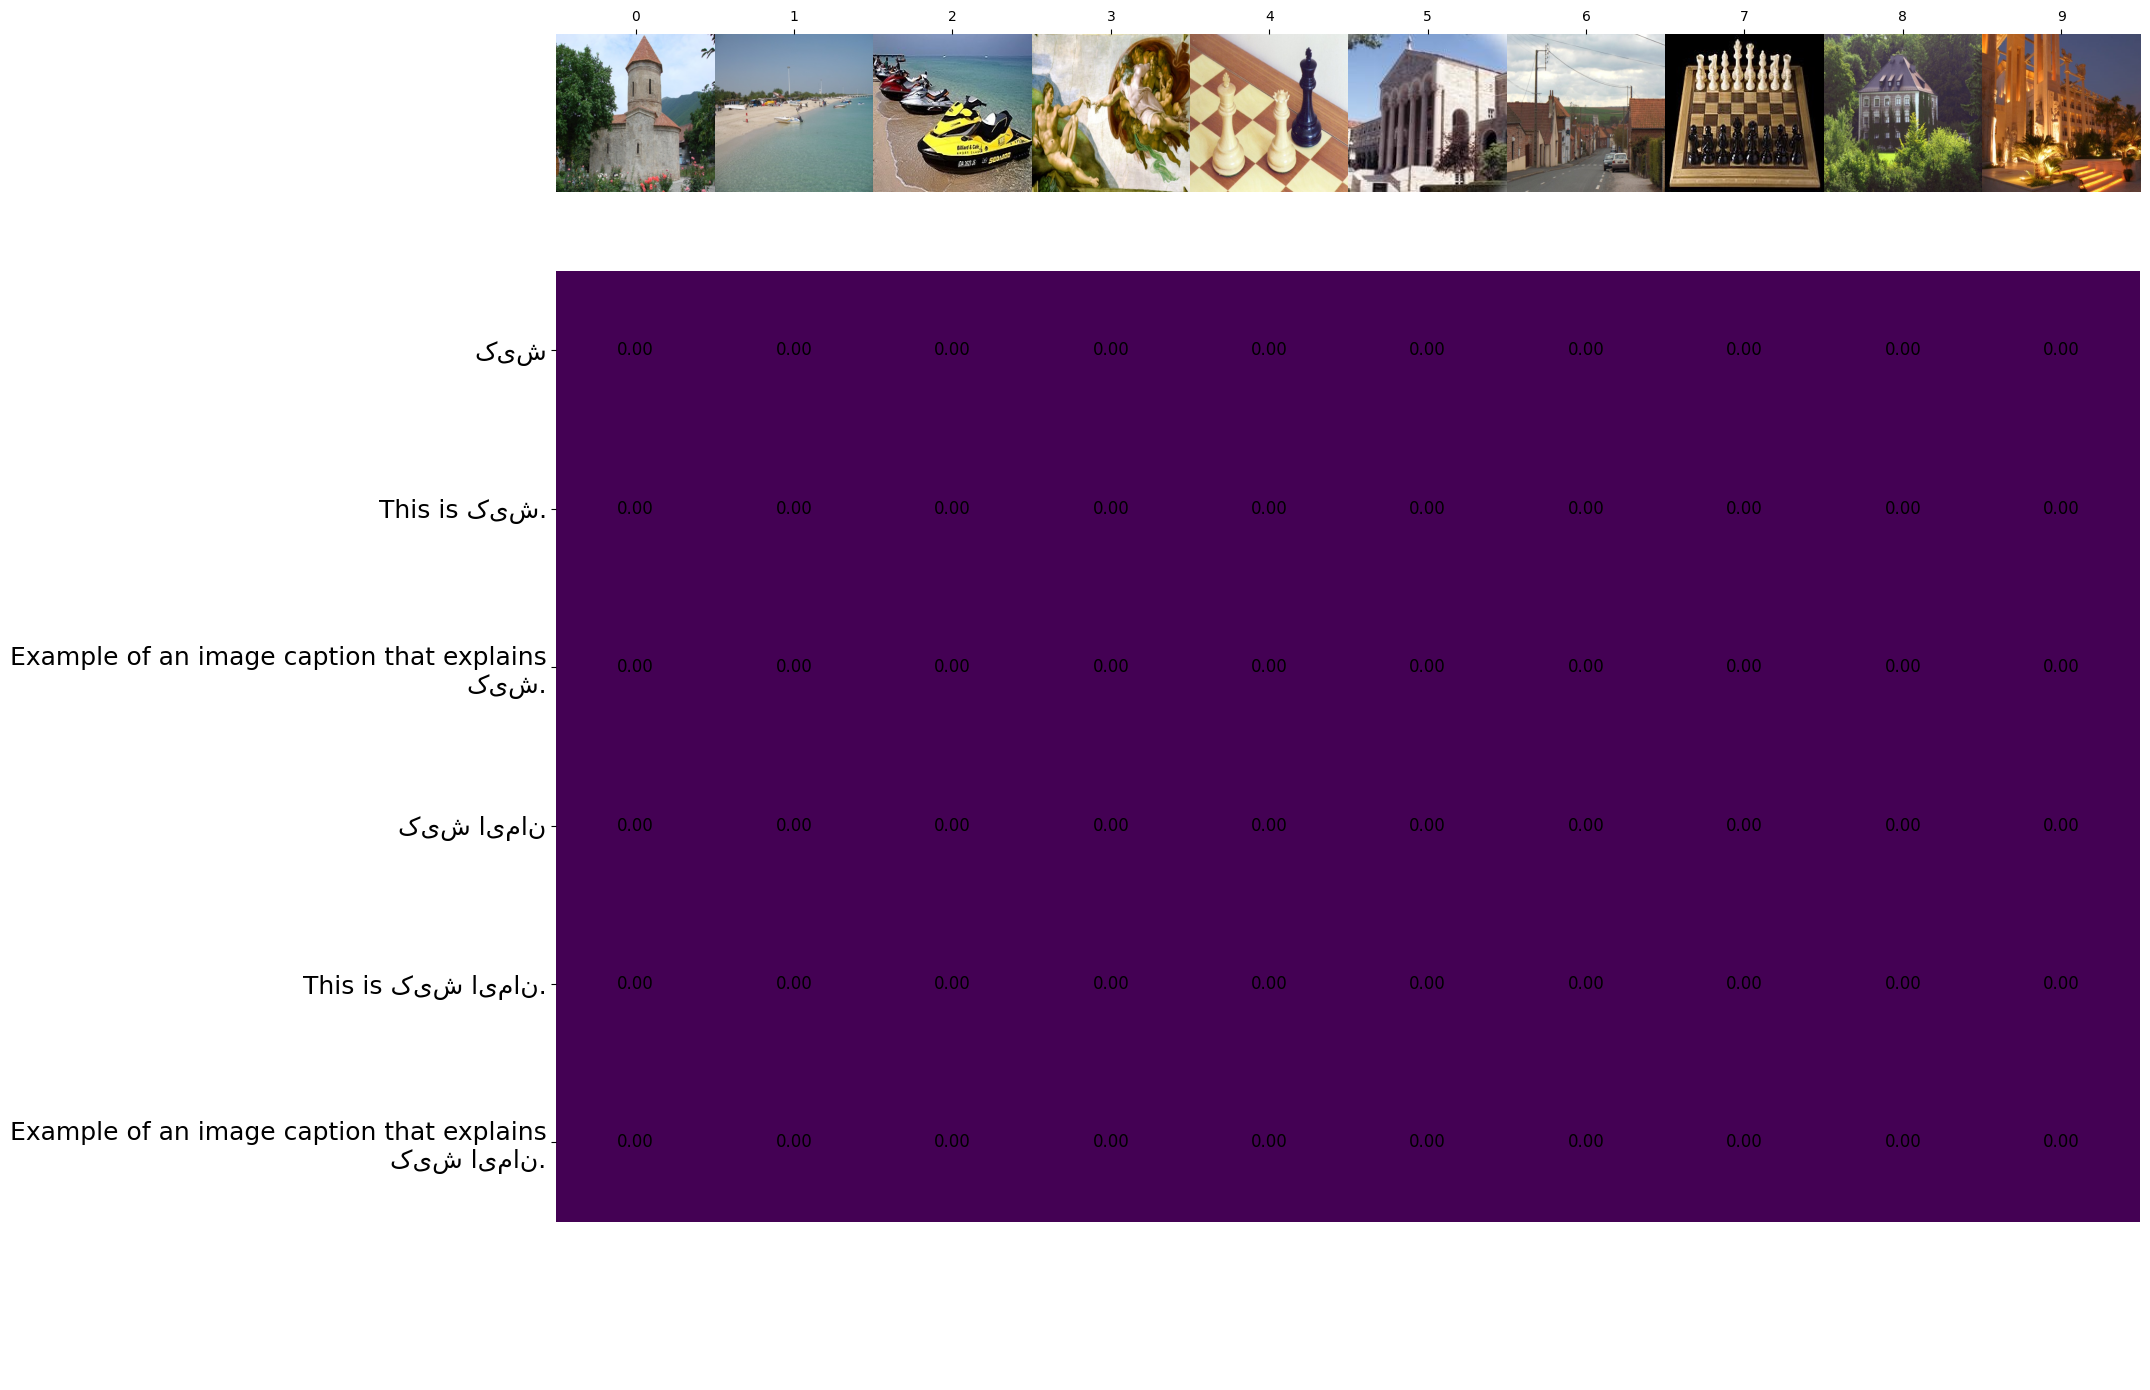 0 1 2 3 4 5 6 7 8 9
کیش 0.00 0.00 0.00 0.00 0.00 0.00 0.00 0.00 0.00 0.00
This is کیش. 0.00 0.00 0.00 0.00 0.00 0.00 0.00 0.00 0.00 0.00
Example of an image caption that explains
کیش. 0.00 0.00 0.00 0.00 0.00 0.00 0.00 0.00 0.00 0.00
کیش ایمان 0.00 0.00 0.00 0.00 0.00 0.00 0.00 0.00 0.00 0.00
This is کیش ایمان. 0.00 0.00 0.00 0.00 0.00 0.00 0.00 0.00 0.00 0.00
Example of an image caption that explains
کیش ایمان. 0.00 0.00 0.00 0.00 0.00 0.00 0.00 0.00 0.00 0.00